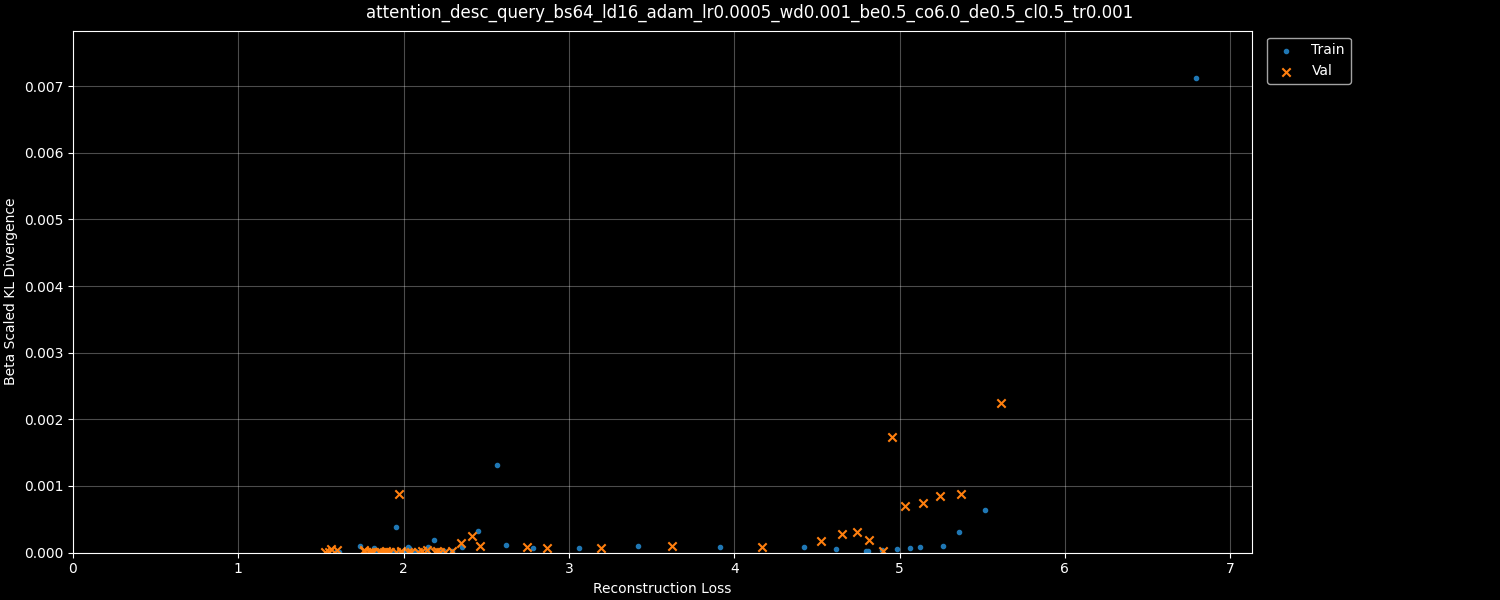 attention_desc_query_bs64_ld16_adam_lr0.0005_wd0.001_be0.5_co6.0_de0.5_cl0.5_tr0.001
Train
Val
Beta Scaled KL Divergence
0.007
0.006
0.005
0.004
0.003
0.002
0.001
0.000
0 1 2 3 4 5 6 7
Reconstruction Loss